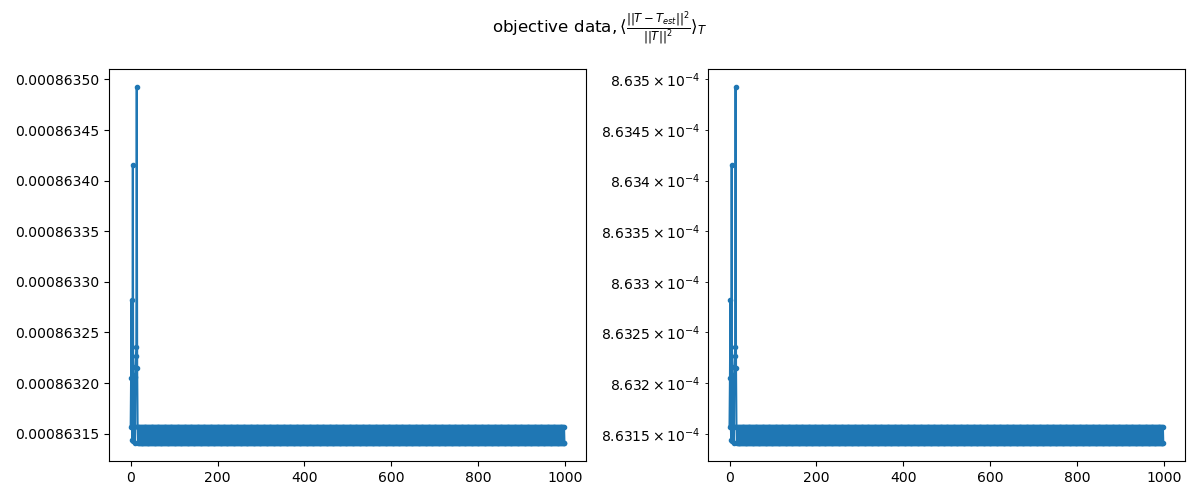 objective data, ⟨||T − T_est||²/||T||²⟩_T
0.00086350
0.00086345
0.00086340
0.00086335
0.00086330
0.00086325
0.00086320
0.00086315
0 200 400 600 800 1000
8.635 × 10⁻⁴
8.6345 × 10⁻⁴
8.634 × 10⁻⁴
8.6335 × 10⁻⁴
8.633 × 10⁻⁴
8.6325 × 10⁻⁴
8.632 × 10⁻⁴
8.6315 × 10⁻⁴
0 200 400 600 800 1000